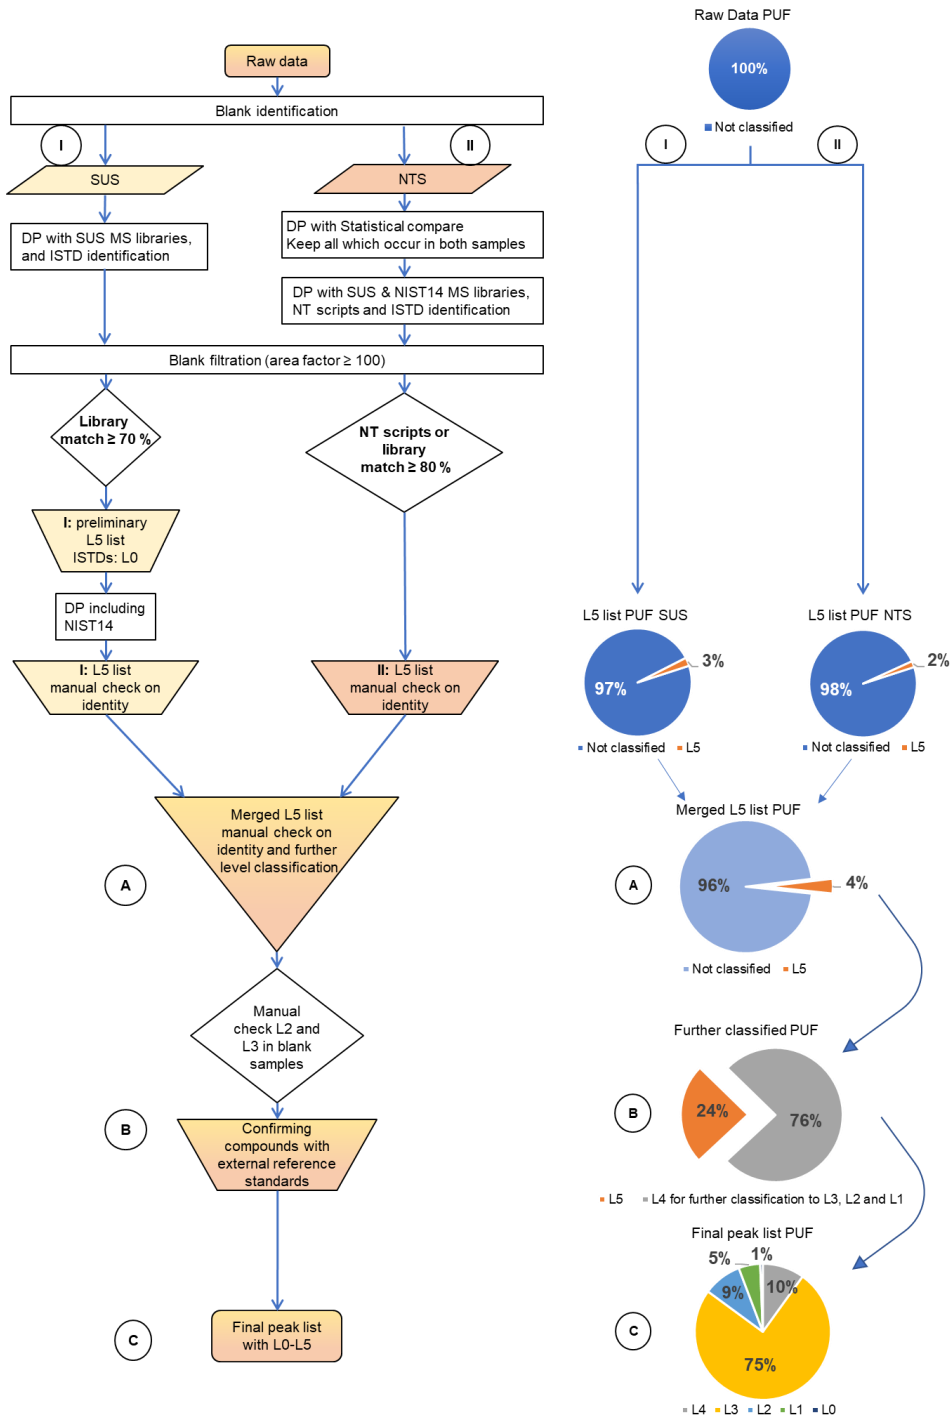 Raw data
Blank identification
I
II
SUS
NTS
DP with SUS MS libraries,
and ISTD identification
DP with Statistical compare
Keep all which occur in both samples
DP with SUS & NIST14 MS libraries,
NT scripts and ISTD identification
Blank filtration (area factor ≥ 100)
Library
match ≥ 70 %
NT scripts or
library
match ≥ 80 %
I: preliminary
L5 list
ISTDs: L0
DP including
NIST14
I: L5 list
manual check on
identity
II: L5 list
manual check on
identity
Merged L5 list
manual check on
identity and further
level classification
A
Manual
check L2 and
L3 in blank
samples
B
Confirming
compounds with
external reference
standards
C
Final peak list
with L0-L5
Raw Data PUF
100%
Not classified
I
II
L5 list PUF SUS
3%
97%
Not classified L5
L5 list PUF NTS
2%
98%
Not classified L5
Merged L5 list PUF
A
96%
4%
Not classified L5
Further classified PUF
B
24%
76%
L5 L4 for further classification to L3, L2 and L1
Final peak list PUF
5%
1%
9%
10%
C
75%
L4 L3 L2 L1 L0